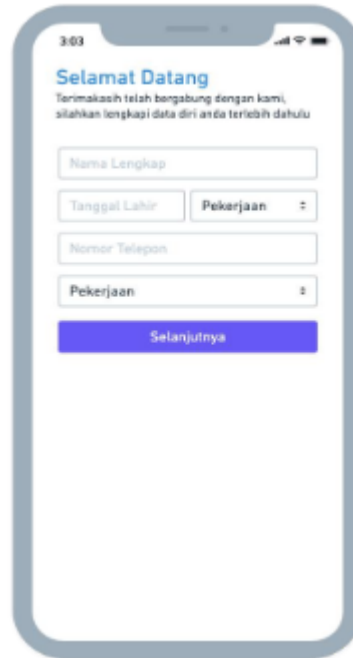 3:03
Selamat Datang
Terimakasih telah bergabung dengan kami,
silahkan lengkapi data diri anda terlebih dahulu
Nama Lengkap
Tanggal Lahir Pekerjaan
Nomor Telepon
Pekerjaan
Selanjutnya